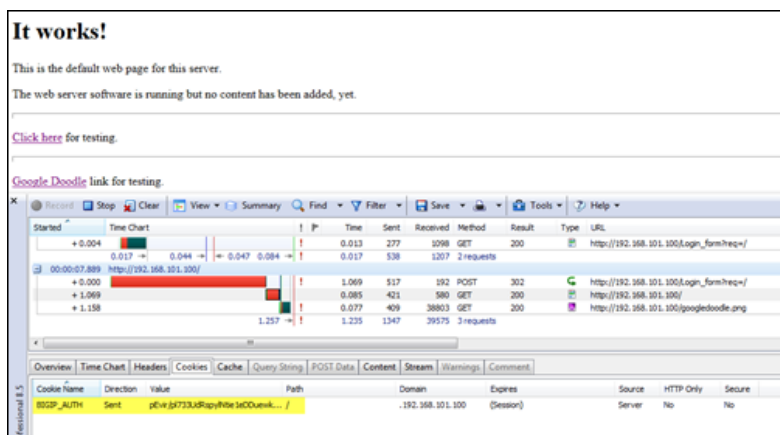 It works!
This is the default web page for this server.
The web server software is running but no content has been added, yet.
Click here for testing.
Google Doodle link for testing.
× Record Stop Clear View Summary Find Filter Save Tools Help
Started Time Chart ! Time Sent Received Method Result Type URL
+ 0.004 ! 0.013 277 1098 GET 200 http://192.168.101.100/Login_form?req=/
0.017 → 0.044 → ← 0.047 0.084 → ! 0.017 538 1207 2 requests
00:00:07.889 http://192.168.101.100/
+ 0.000 ! 1.069 517 192 POST 302 http://192.168.101.100/Login_form?req=/
+ 1.069 ! 0.085 421 580 GET 200 http://192.168.101.100/
+ 1.158 ! 0.077 409 38803 GET 200 http://192.168.101.100/googledoodle.png
1.257 → ! 1.235 1347 39575 3 requests
Overview Time Chart Headers Cookies Cache Query String POST Data Content Stream Warnings Comment
Cookie Name Direction Value Path Domain Expires Source HTTP Only Secure
BIGIP_AUTH Sent / .192.168.101.100 (Session) Server No No
fessional 8.5